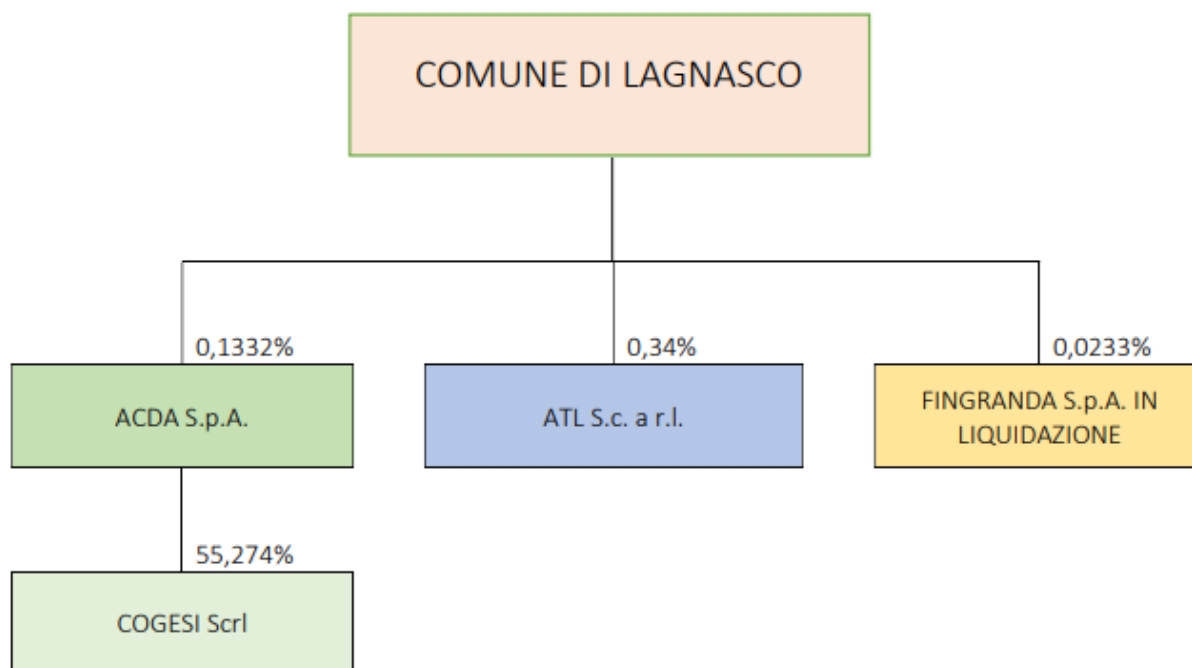 COMUNE DI LAGNASCO
0,1332%
0,34%
0,0233%
ACDA S.p.A.
ATL S.c. a r.l.
FINGRANDA S.p.A. IN
LIQUIDAZIONE
55,274%
COGESI Scrl